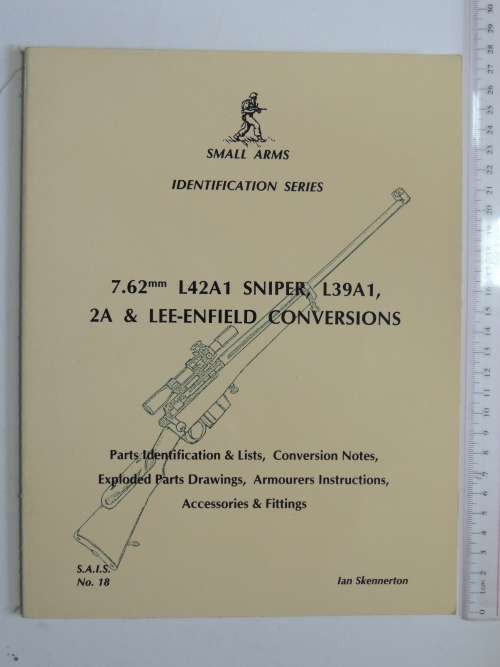 SMALL ARMS
IDENTIFICATION SERIES
7.62mm L42A1 SNIPER, L39A1,
2A & LEE-ENFIELD CONVERSIONS
Parts Identification & Lists, Conversion Notes,
Exploded Parts Drawings, Armourers Instructions,
Accessories & Fittings
S.A.I.S.
No. 18
Ian Skennerton